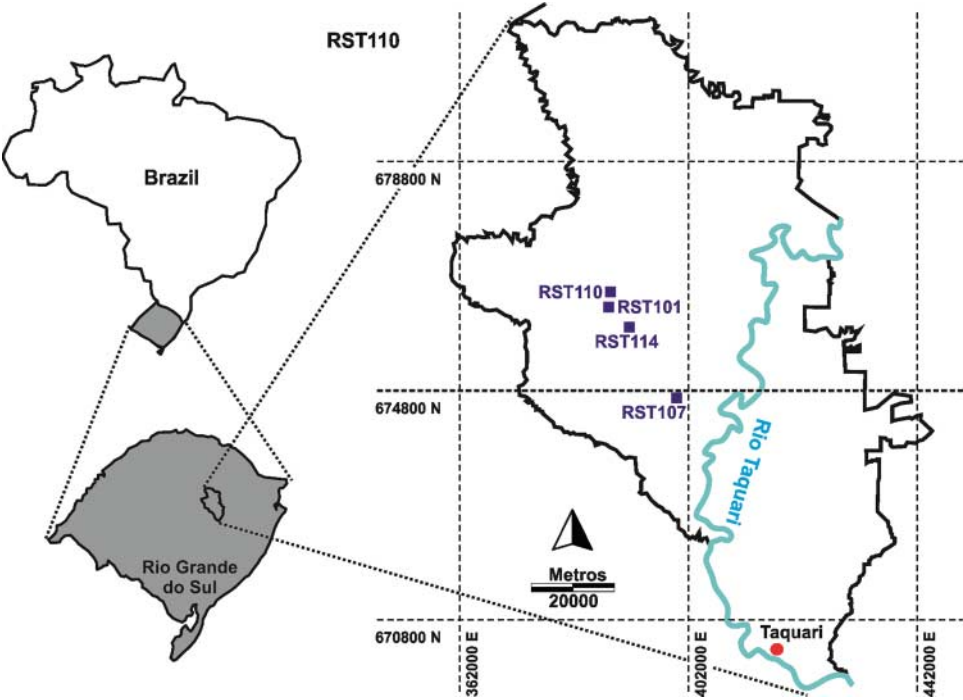 RST110
Brazil
678800 N
RST110
RST101
RST114
674800 N
RST107
Rio Taquari
Rio Grande
do Sul
Metros
20000
670800 N
Taquari
362000 E
402000 E
442000 E